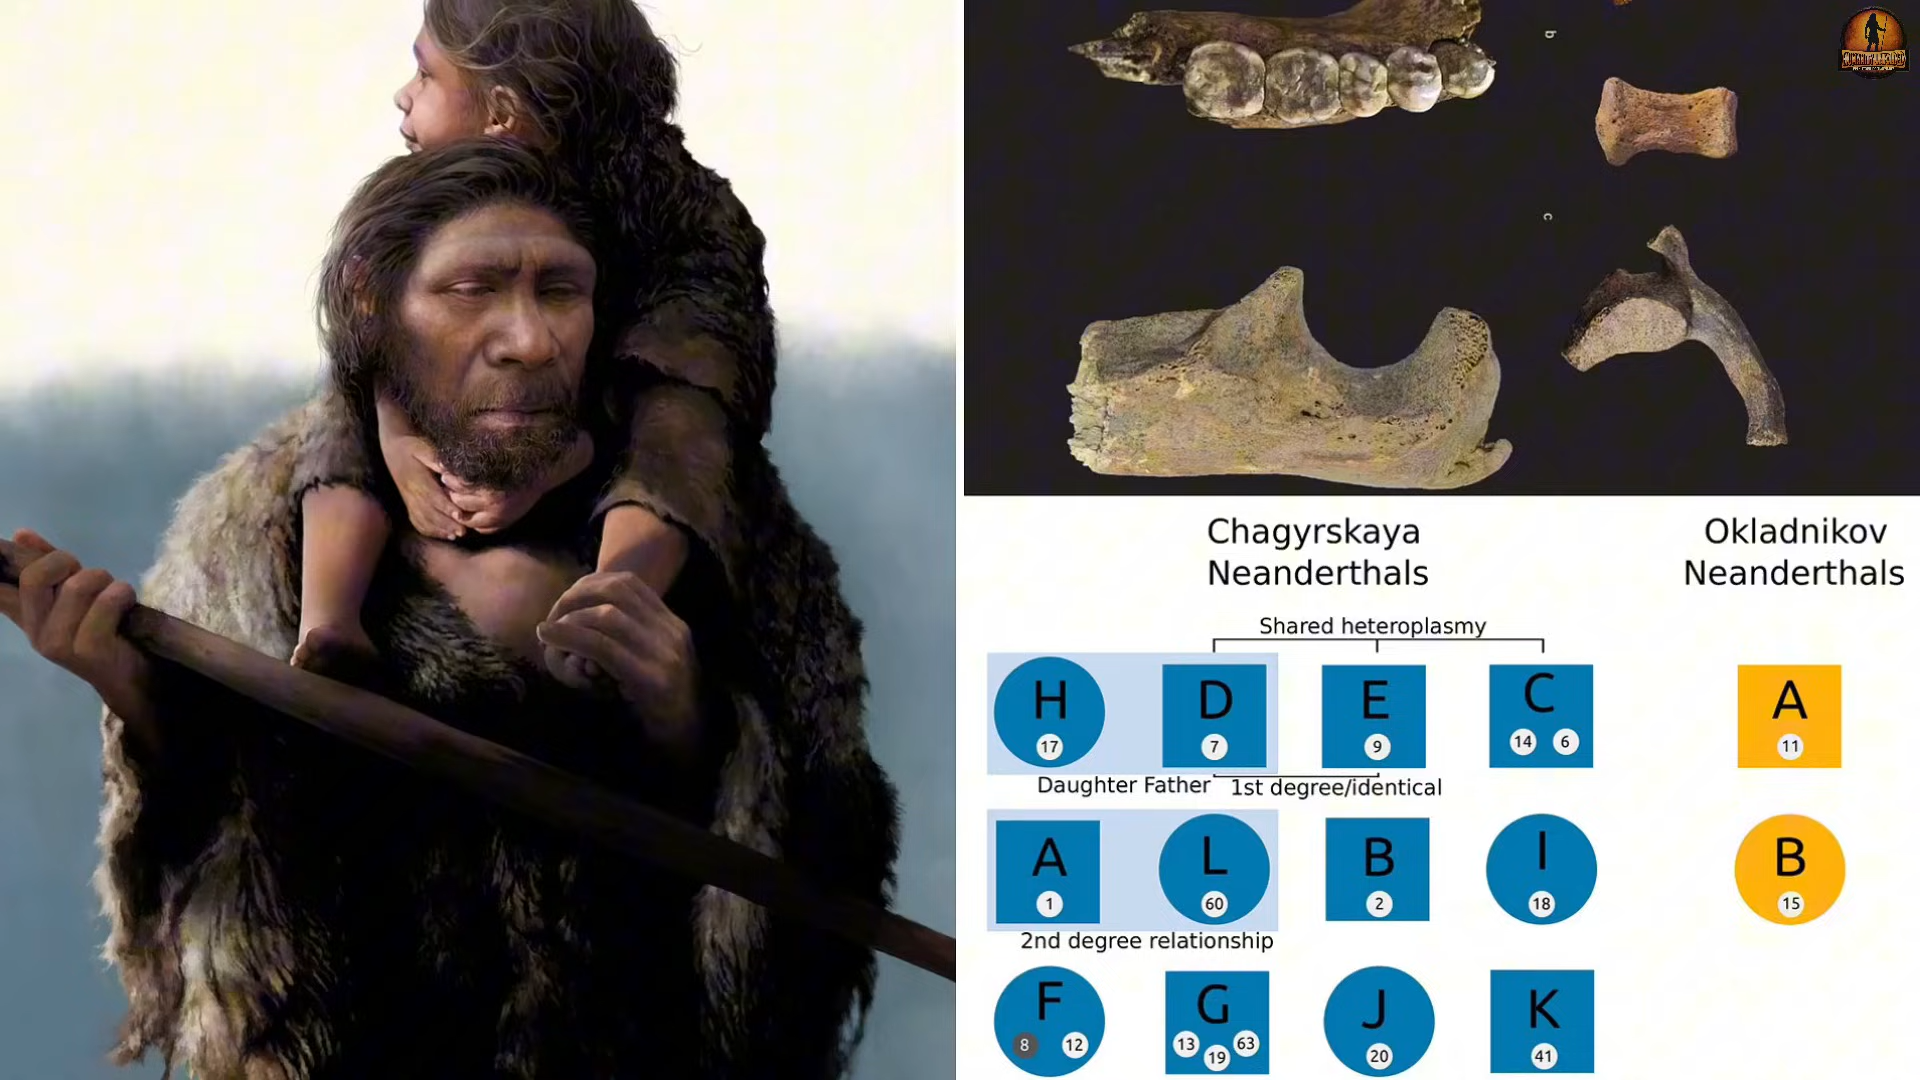 b
c
Chagyrskaya
Neanderthals
Okladnikov
Neanderthals
Shared heteroplasmy
H
17
D
7
E
9
C
14 6
A
11
Daughter Father
1st degree/identical
A
1
L
60
B
2
I
18
B
15
2nd degree relationship
F
8 12
G
13 19 63
J
20
K
41